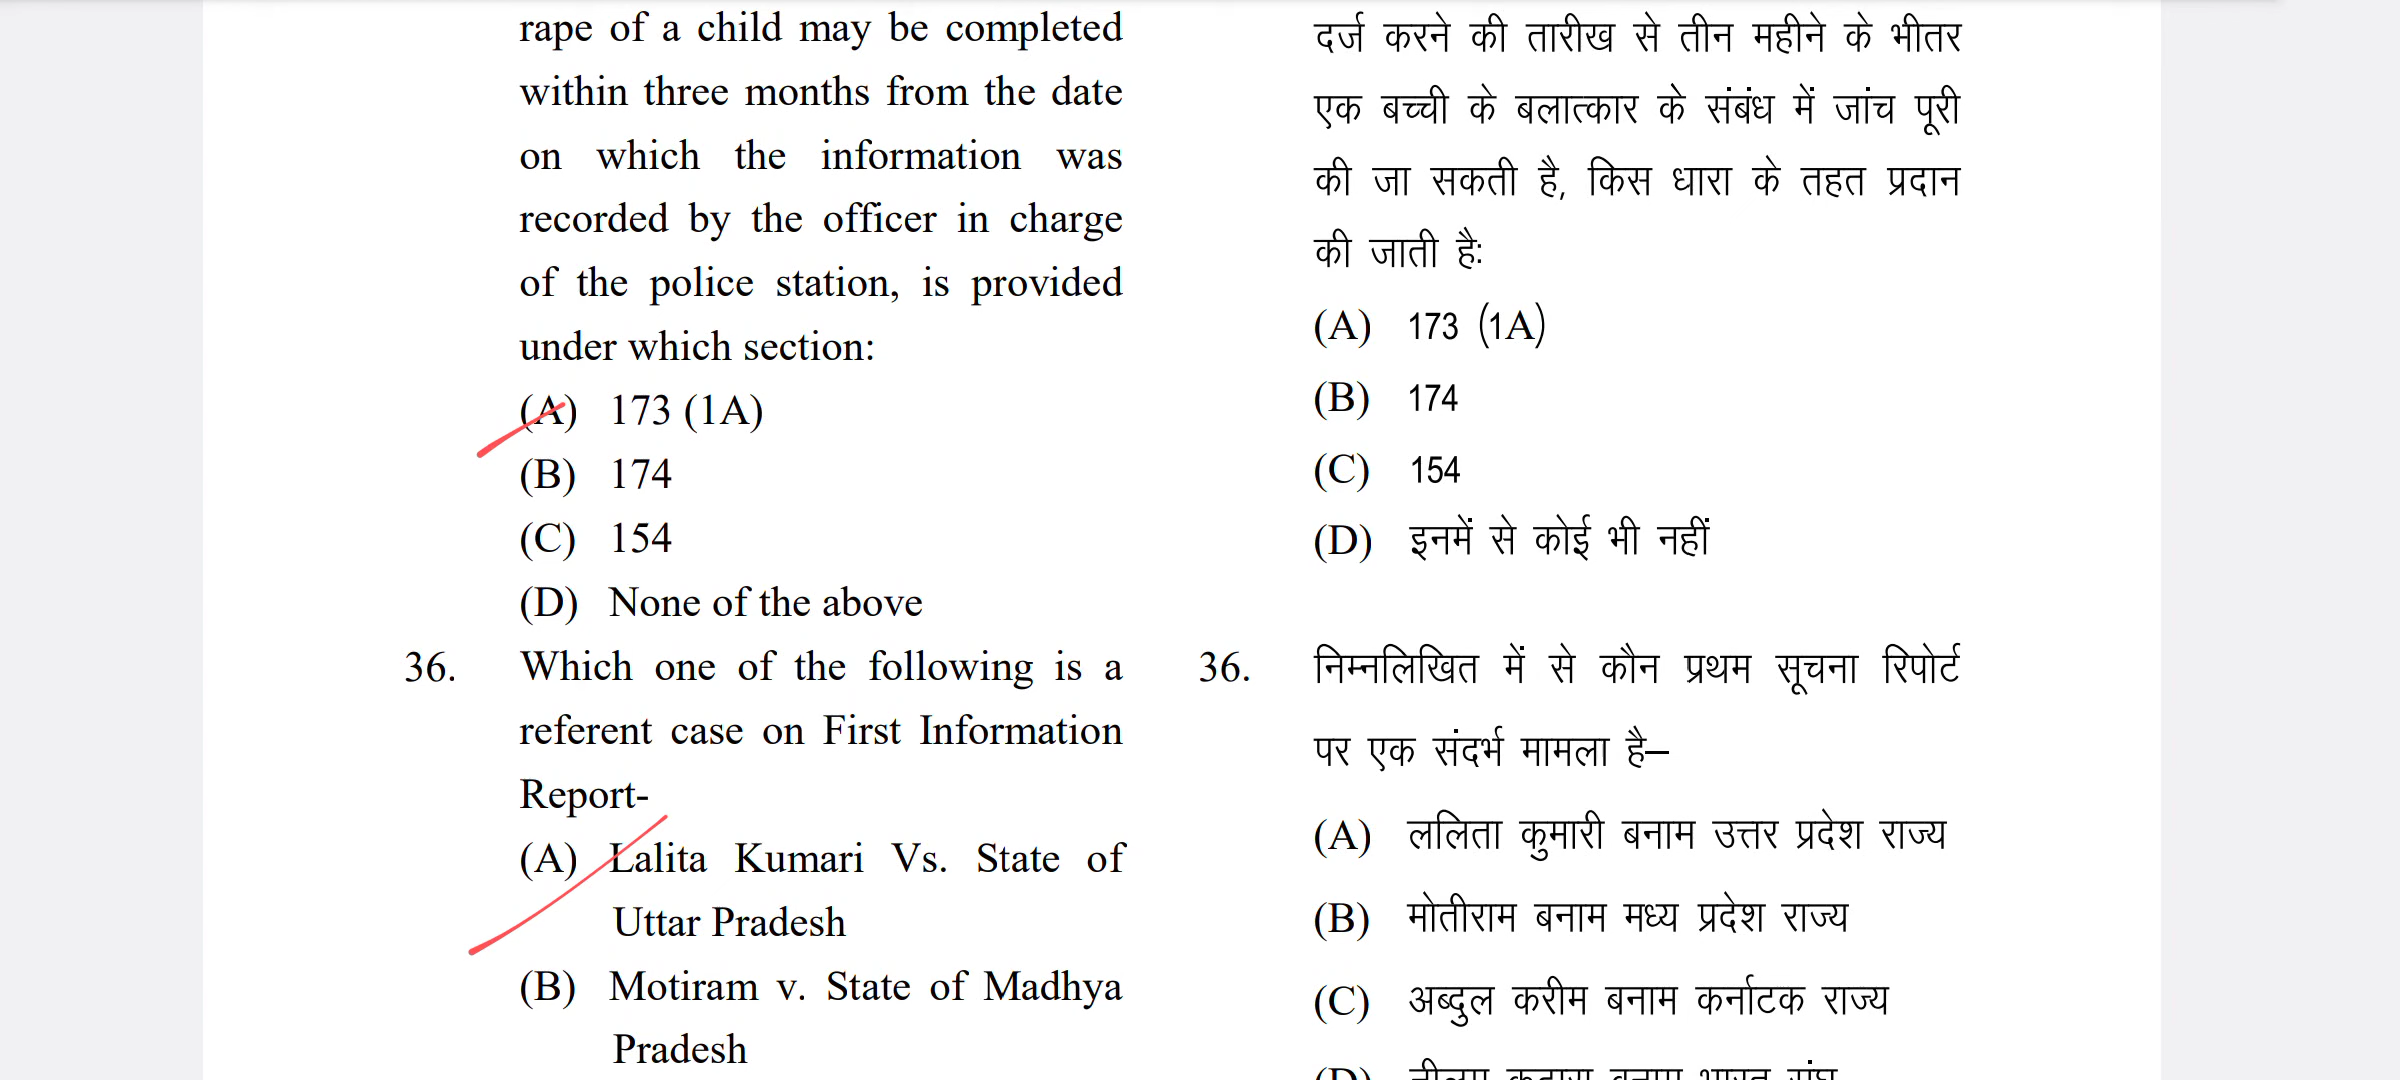 rape of a child may be completed
within three months from the date
on which the information was
recorded by the officer in charge
of the police station, is provided
under which section:
(A) 173 (1A)
(B) 174
(C) 154
(D) None of the above
36. Which one of the following is a
referent case on First Information
Report-
(A) Lalita Kumari Vs. State of
Uttar Pradesh
(B) Motiram v. State of Madhya
Pradesh
दर्ज करने की तारीख से तीन महीने के भीतर
एक बच्ची के बलात्कार के संबंध में जांच पूरी
की जा सकती है, किस धारा के तहत प्रदान
की जाती है:
(A) 173 (1A)
(B) 174
(C) 154
(D) इनमें से कोई भी नहीं
36. निम्नलिखित में से कौन प्रथम सूचना रिपोर्ट
पर एक संदर्भ मामला है–
(A) ललिता कुमारी बनाम उत्तर प्रदेश राज्य
(B) मोतीराम बनाम मध्य प्रदेश राज्य
(C) अब्दुल करीम बनाम कर्नाटक राज्य
(D) बनाम भारत संघ